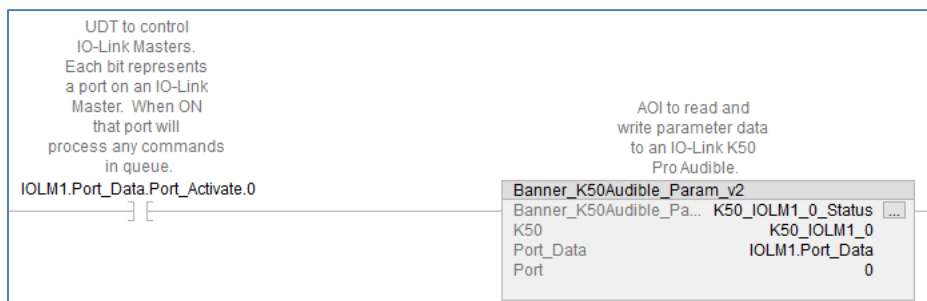 UDT to control
IO-Link Masters.
Each bit represents
a port on an IO-Link
Master. When ON
that port will
process any commands
in queue.
IOLM1.Port_Data.Port_Activate.0
AOI to read and
write parameter data
to an IO-Link K50
Pro Audible.
Banner_K50Audible_Param_v2
Banner_K50Audible_Pa... K50_IOLM1_0_Status ...
K50 K50_IOLM1_0
Port_Data IOLM1.Port_Data
Port 0